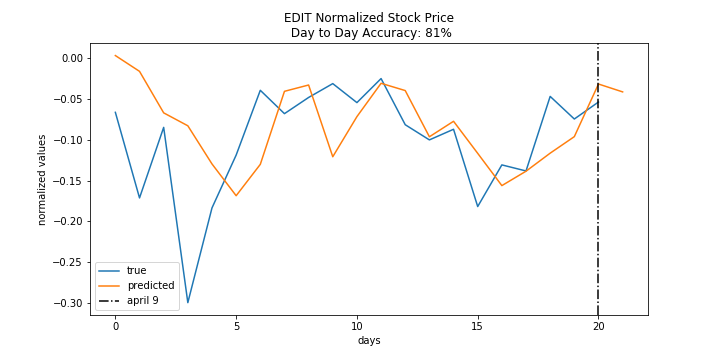 EDIT Normalized Stock Price
Day to Day Accuracy: 81%
0.00
−0.05
−0.10
−0.15
−0.20
−0.25
−0.30
normalized values
true
predicted
april 9
0 5 10 15 20
days